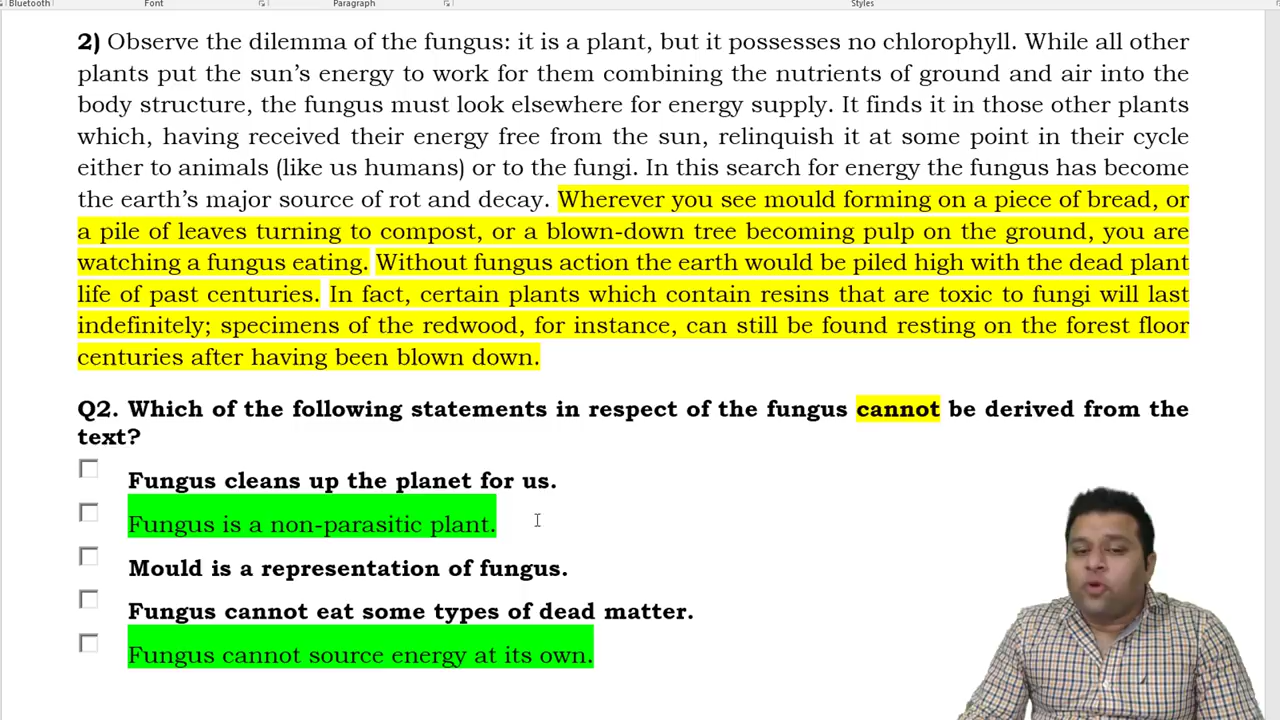 Bluetooth Font Paragraph Styles
2) Observe the dilemma of the fungus: it is a plant, but it possesses no chlorophyll. While all other
plants put the sun's energy to work for them combining the nutrients of ground and air into the
body structure, the fungus must look elsewhere for energy supply. It finds it in those other plants
which, having received their energy free from the sun, relinquish it at some point in their cycle
either to animals (like us humans) or to the fungi. In this search for energy the fungus has become
the earth's major source of rot and decay. Wherever you see mould forming on a piece of bread, or
a pile of leaves turning to compost, or a blown-down tree becoming pulp on the ground, you are
watching a fungus eating. Without fungus action the earth would be piled high with the dead plant
life of past centuries. In fact, certain plants which contain resins that are toxic to fungi will last
indefinitely; specimens of the redwood, for instance, can still be found resting on the forest floor
centuries after having been blown down.
Q2. Which of the following statements in respect of the fungus cannot be derived from the
text?
Fungus cleans up the planet for us.
Fungus is a non-parasitic plant.
Mould is a representation of fungus.
Fungus cannot eat some types of dead matter.
Fungus cannot source energy at its own.